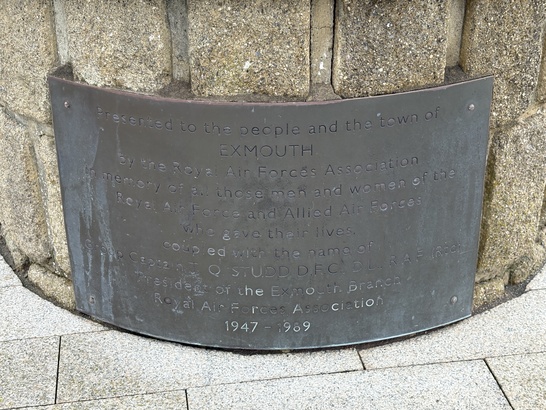 Presented to the people and the town of
EXMOUTH
by the Royal Air Forces Association
in memory of all those men and women of the
Royal Air Force and Allied Air Forces
who gave their lives,
coupled with the name of
Group Captain Q STUDD D.F.C.
President of the Exmouth Branch
Royal Air Forces Association
1947 - 1989